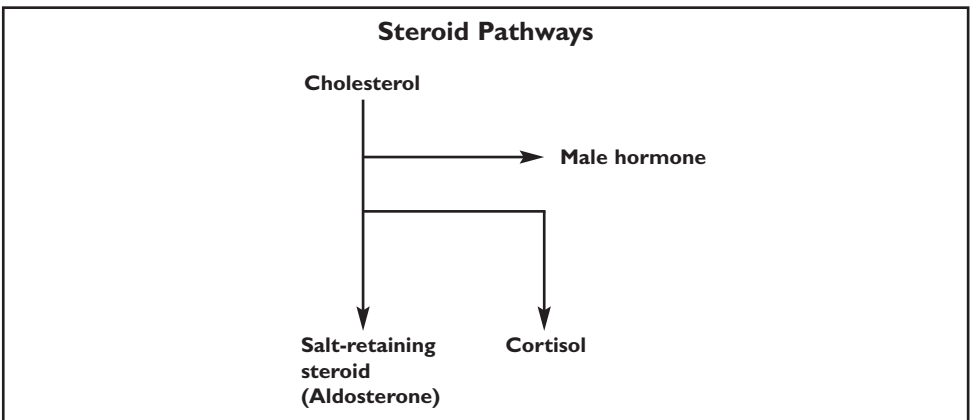 Steroid Pathways
Cholesterol
Male hormone
Salt-retaining
steroid
(Aldosterone)
Cortisol